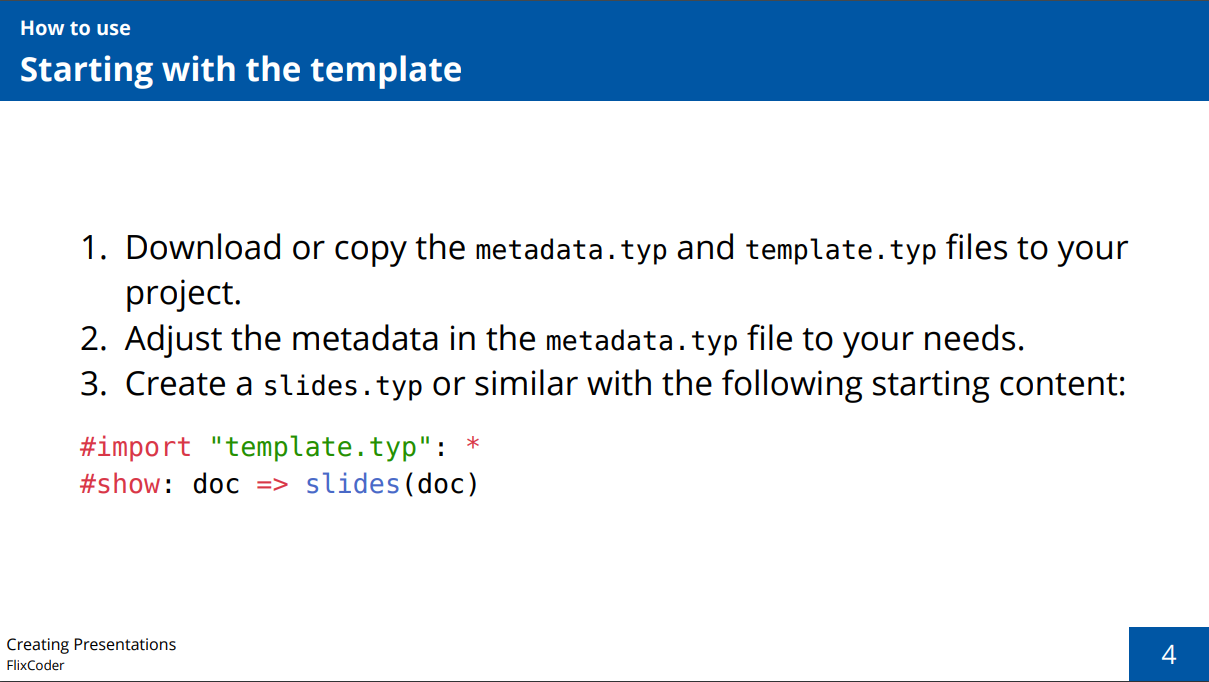 How to use
Starting with the template
1. Download or copy the metadata.typ and template.typ files to your
project.
2. Adjust the metadata in the metadata.typ file to your needs.
3. Create a slides.typ or similar with the following starting content:
#import "template.typ": *
#show: doc => slides(doc)
Creating Presentations
FlixCoder
4